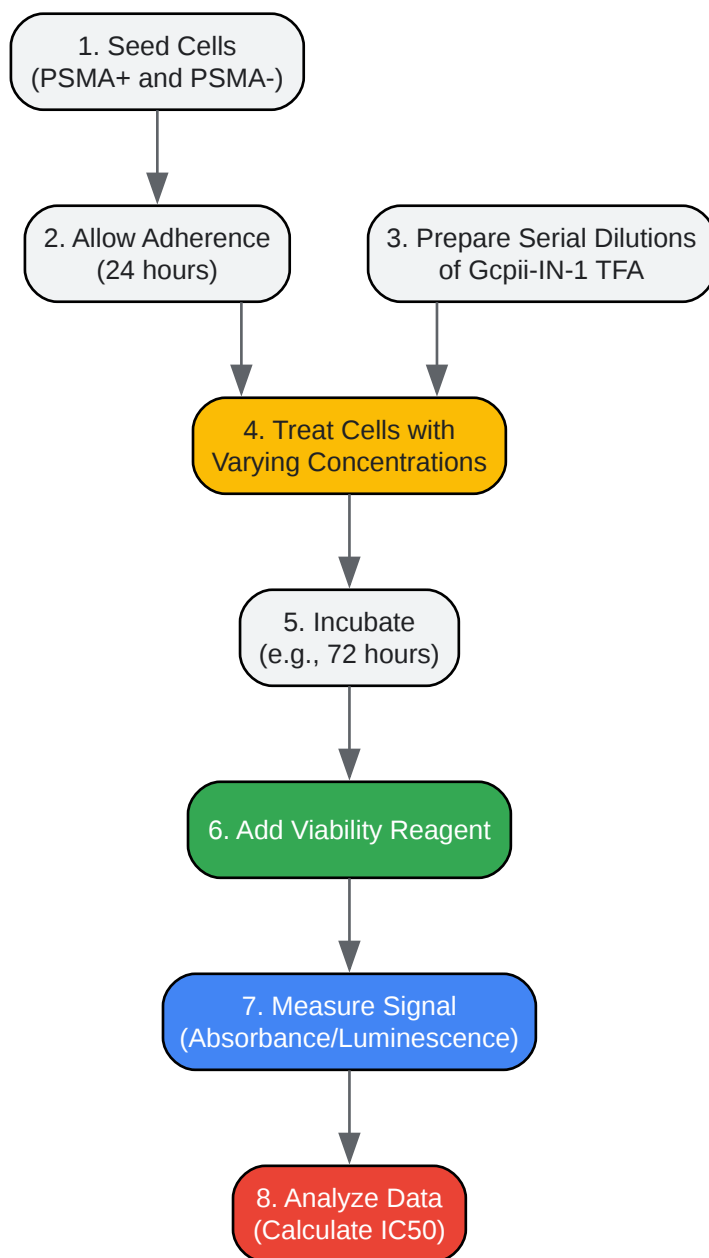 1. Seed Cells
(PSMA+ and PSMA-)
2. Allow Adherence
(24 hours)
3. Prepare Serial Dilutions
of Gcpii-IN-1 TFA
4. Treat Cells with
Varying Concentrations
5. Incubate
(e.g., 72 hours)
6. Add Viability Reagent
7. Measure Signal
(Absorbance/Luminescence)
8. Analyze Data
(Calculate IC50)